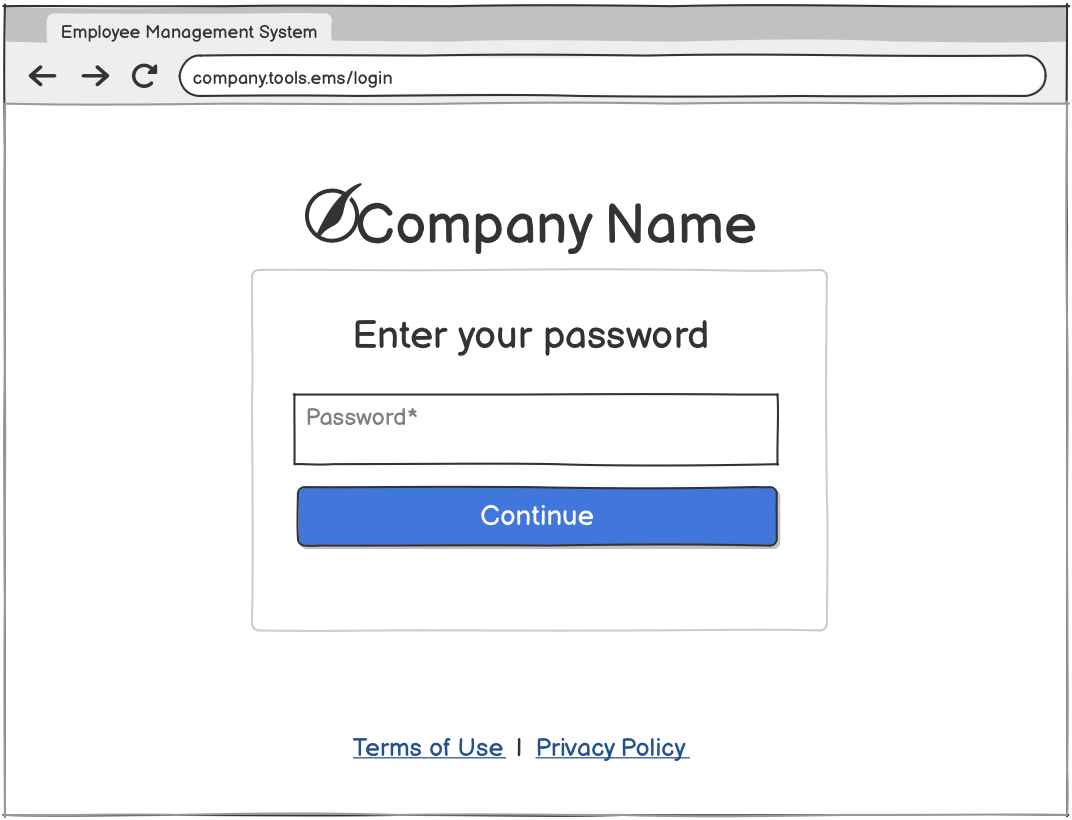 Employee Management System
company.tools.ems/login
Company Name
Enter your password
Password*
Continue
Terms of Use | Privacy Policy